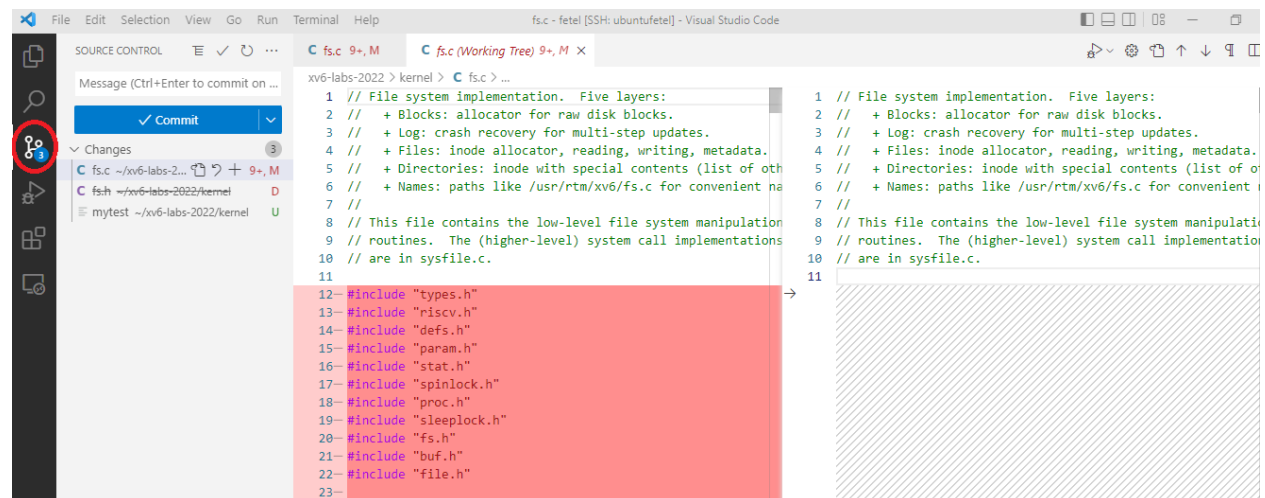 File Edit Selection View Go Run Terminal Help fs.c - fetel [SSH: ubuntufetel] - Visual Studio Code
SOURCE CONTROL
Message (Ctrl+Enter to commit on ...
Commit
Changes 3
C fs.c ~/xv6-labs-2... 9+, M
C fs.h ~/xv6-labs-2022/kernel D
mytest ~/xv6-labs-2022/kernel U
3
C fs.c 9+, M C fs.c (Working Tree) 9+, M
xv6-labs-2022 > kernel > C fs.c > ...
1 // File system implementation. Five layers:
2 // + Blocks: allocator for raw disk blocks.
3 // + Log: crash recovery for multi-step updates.
4 // + Files: inode allocator, reading, writing, metadata.
5 // + Directories: inode with special contents (list of oth
6 // + Names: paths like /usr/rtm/xv6/fs.c for convenient na
7 //
8 // This file contains the low-level file system manipulation
9 // routines. The (higher-level) system call implementations
10 // are in sysfile.c.
11
12− #include "types.h"
13− #include "riscv.h"
14− #include "defs.h"
15− #include "param.h"
16− #include "stat.h"
17− #include "spinlock.h"
18− #include "proc.h"
19− #include "sleeplock.h"
20− #include "fs.h"
21− #include "buf.h"
22− #include "file.h"
23−
1 // File system implementation. Five layers:
2 // + Blocks: allocator for raw disk blocks.
3 // + Log: crash recovery for multi-step updates.
4 // + Files: inode allocator, reading, writing, metadata.
5 // + Directories: inode with special contents (list of o
6 // + Names: paths like /usr/rtm/xv6/fs.c for convenient
7 //
8 // This file contains the low-level file system manipulati
9 // routines. The (higher-level) system call implementatio
10 // are in sysfile.c.
11